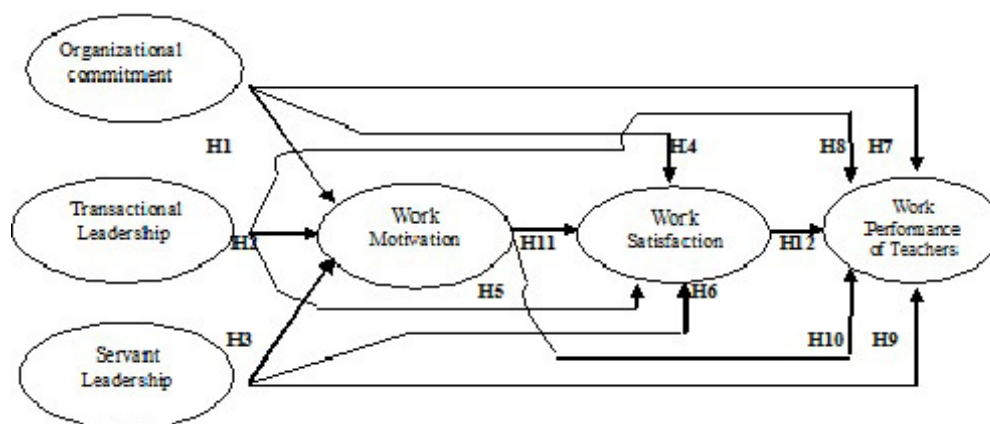 Organizational
commitment
H1
H4
H8
H7
Transactional
Leadership
H2
Work
Motivation
H11
Work
Satisfaction
H12
Work
Performance
of Teachers
H5
H6
H3
H10
H9
Servant
Leadership